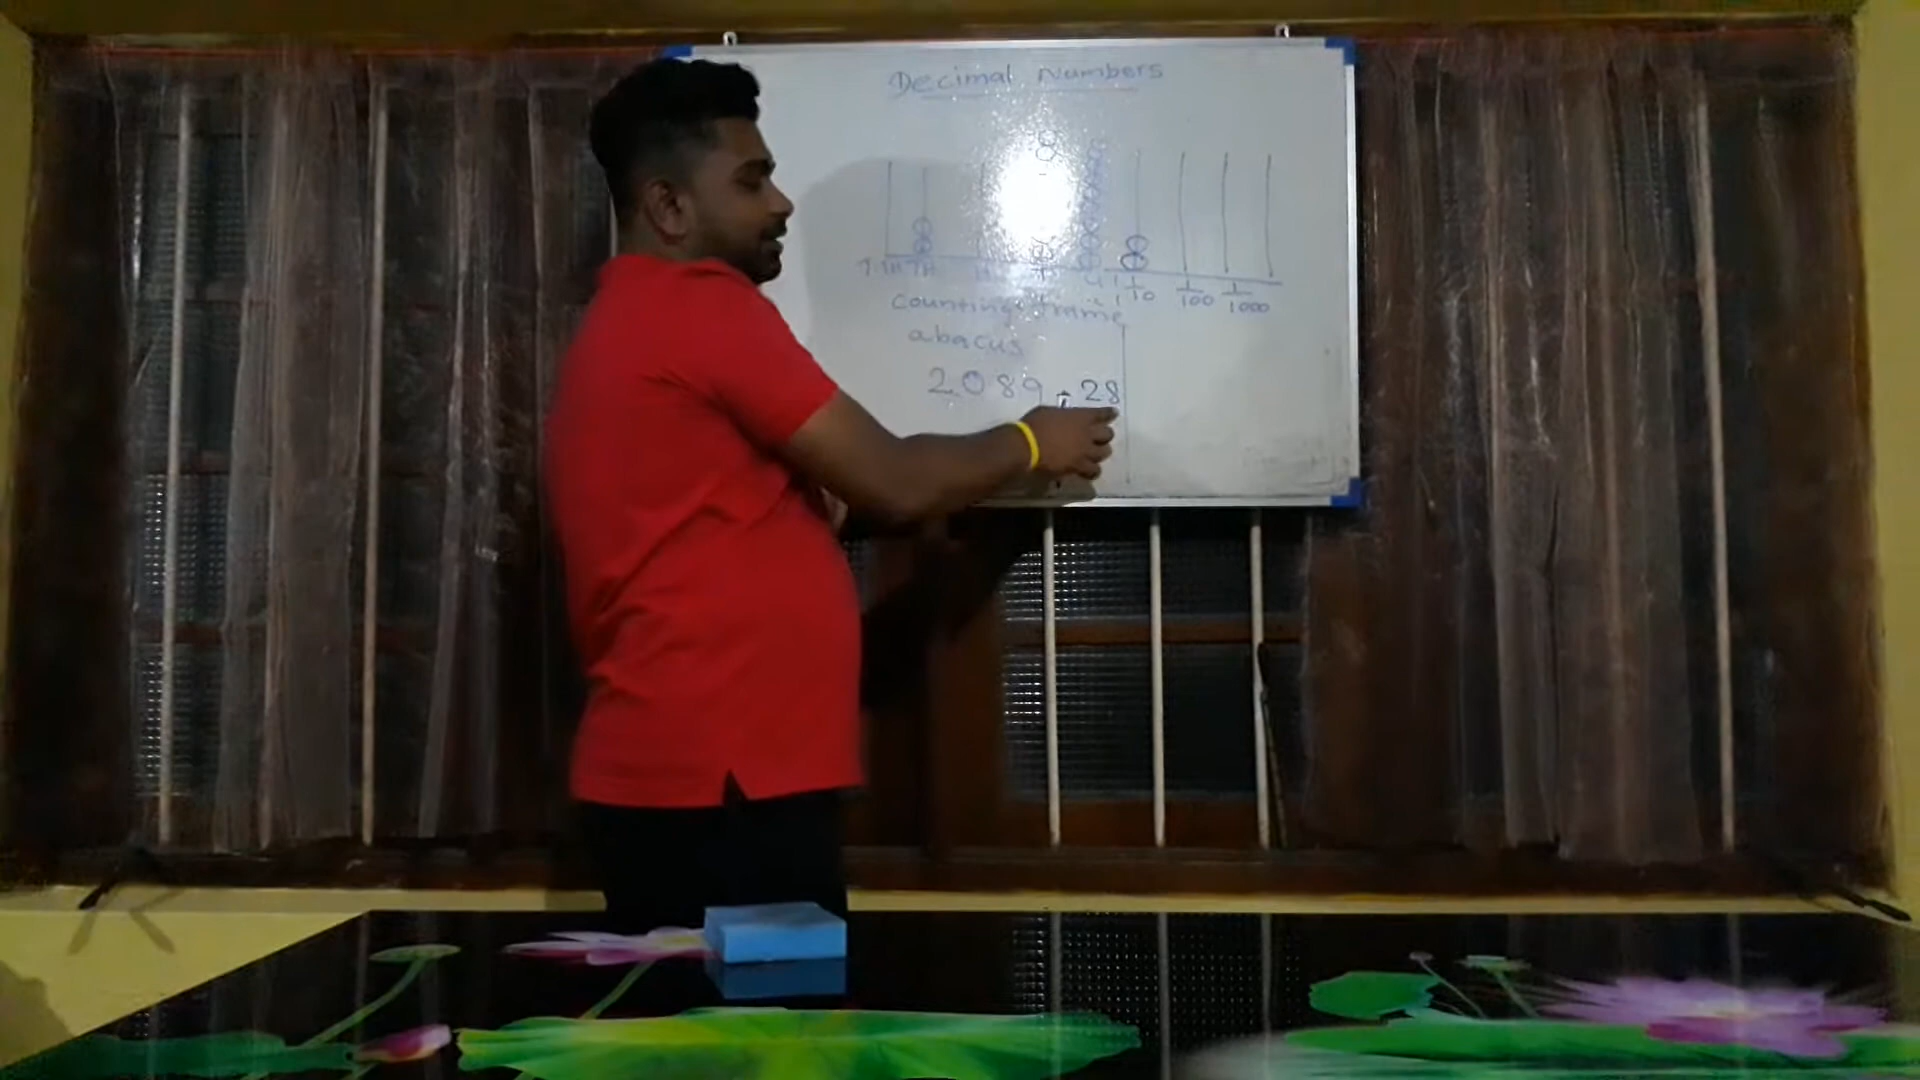 Decimal Numbers
T.TH TH H
1/10 1/100 1/1000
Counting frame
abacus
2089.28